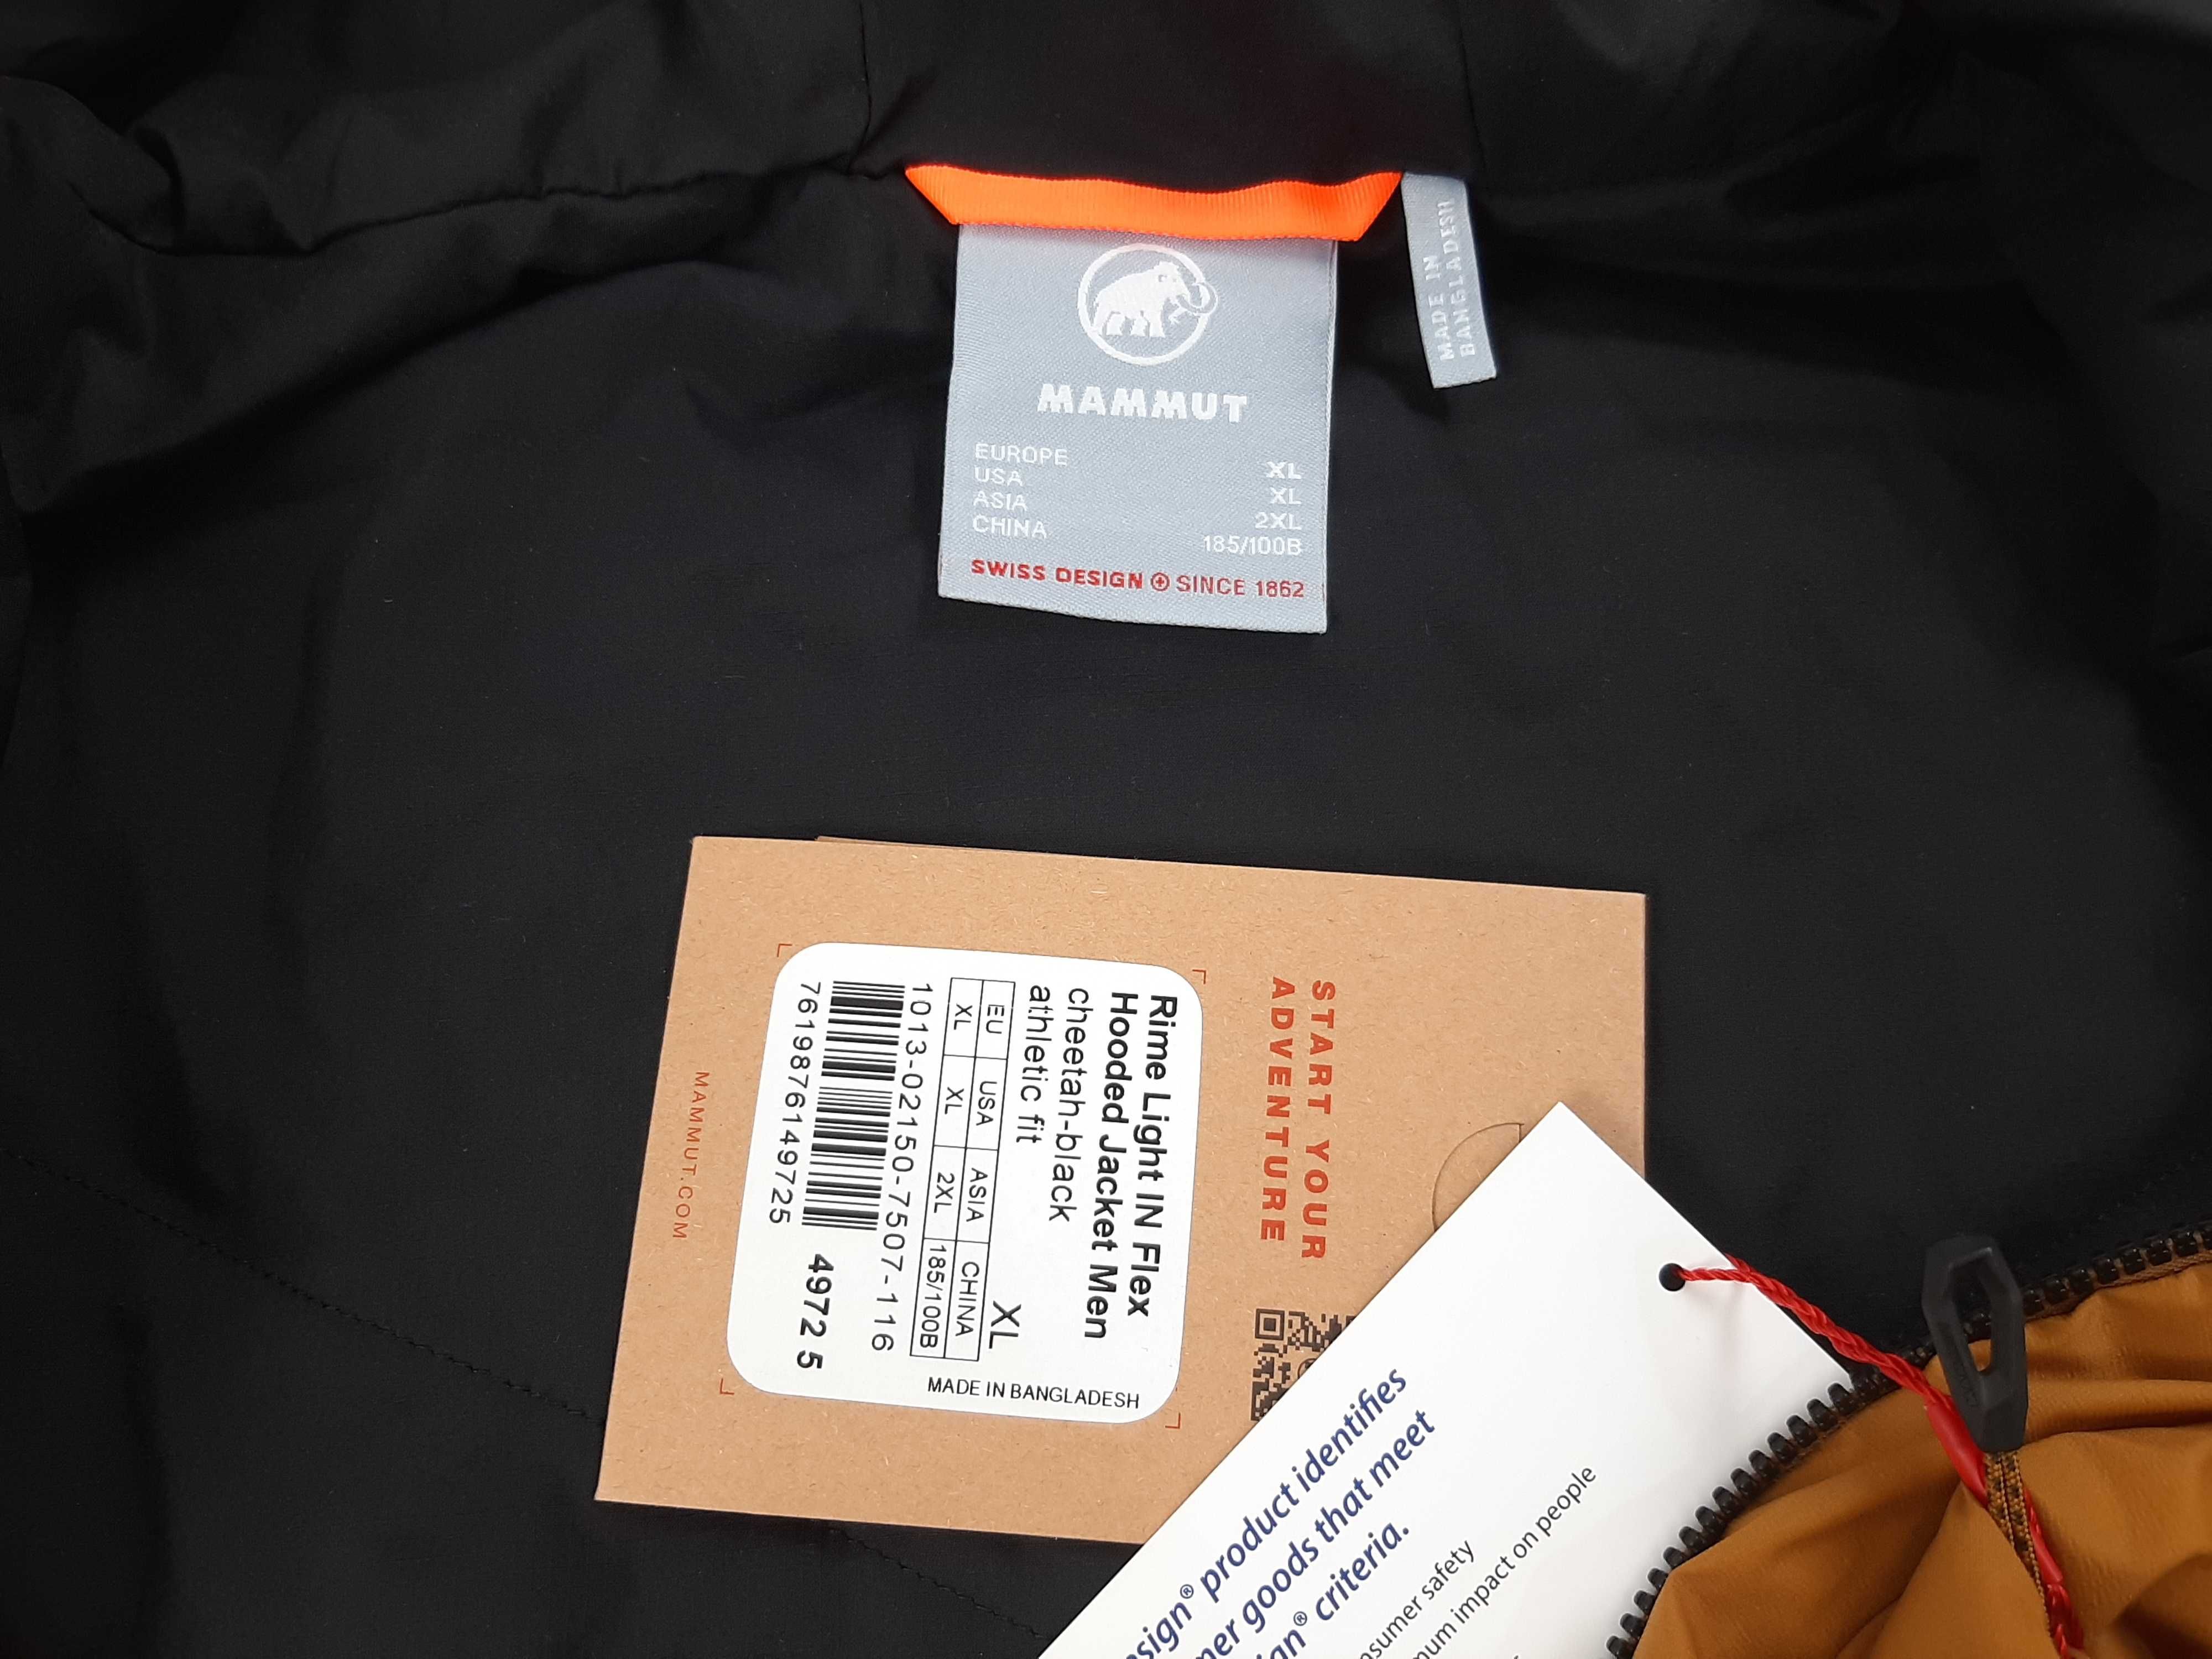 MAMMUT
EUROPE XL
USA XL
ASIA 2XL
CHINA 185/100B
SWISS DESIGN SINCE 1862
MADE IN
BANGLADESH
START YOUR
ADVENTURE
Rime Light IN Flex
Hooded Jacket Men
cheetah-black
athletic fit XL
EU USA ASIA CHINA
XL XL 2XL 185/100B
1013-02150-7507-116
7619876149725
4972 5
MADE IN BANGLADESH
MAMMUT.COM
® product identifies
goods that meet
® criteria.
safety
impact on people